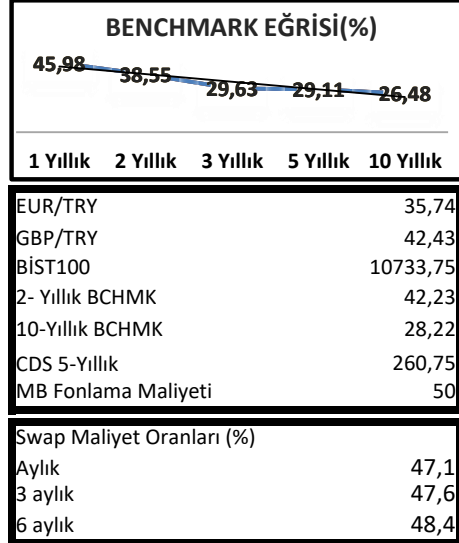 BENCHMARK EĞRİSİ(%)
45,98 38,55 29,63 29,11 26,48
1 Yıllık 2 Yıllık 3 Yıllık 5 Yıllık 10 Yıllık
EUR/TRY 35,74
GBP/TRY 42,43
BİST100 10733,75
2- Yıllık BCHMK 42,23
10-Yıllık BCHMK 28,22
CDS 5-Yıllık 260,75
MB Fonlama Maliyeti 50
Swap Maliyet Oranları (%)
Aylık 47,1
3 aylık 47,6
6 aylık 48,4